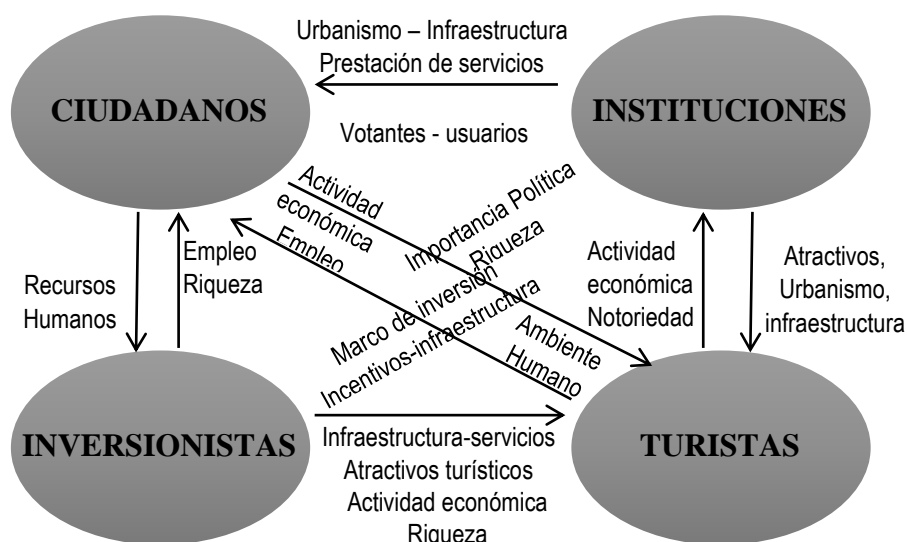 Urbanismo – Infraestructura
Prestación de servicios
CIUDADANOS
INSTITUCIONES
Votantes - usuarios
Actividad
económica
Empleo
Importancia Política
Riqueza
Empleo
Riqueza
Recursos
Humanos
Actividad
económica
Notoriedad
Atractivos,
Urbanismo,
infraestructura
Marco de inversión
Incentivos-infraestructura
Ambiente
Humano
INVERSIONISTAS
TURISTAS
Infraestructura-servicios
Atractivos turísticos
Actividad económica
Riqueza